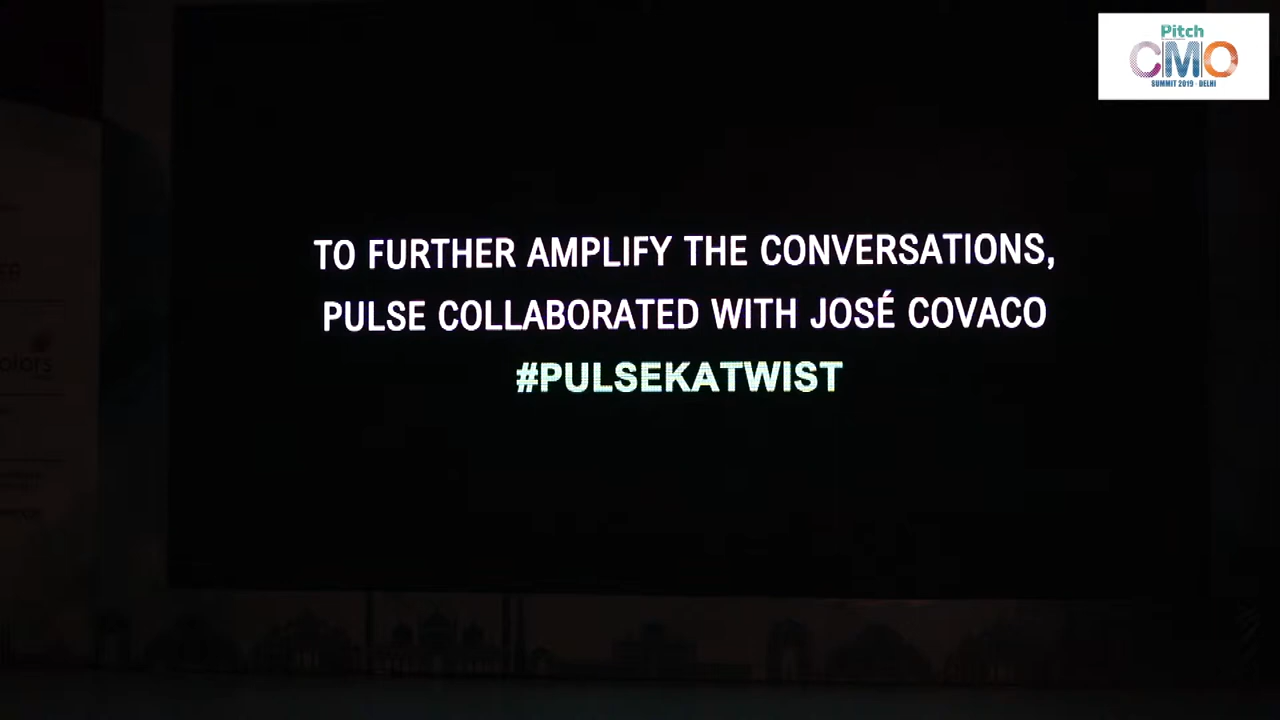 Pitch
CMO
SUMMIT 2019 - DELHI
TO FURTHER AMPLIFY THE CONVERSATIONS,
PULSE COLLABORATED WITH JOSÉ COVACO
#PULSEKATWIST